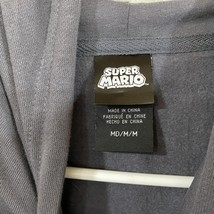 SUPER
MARIO
MADE IN CHINA
FABRIQUÉ EN CHINE
HECHO EN CHINA
MD/M/M